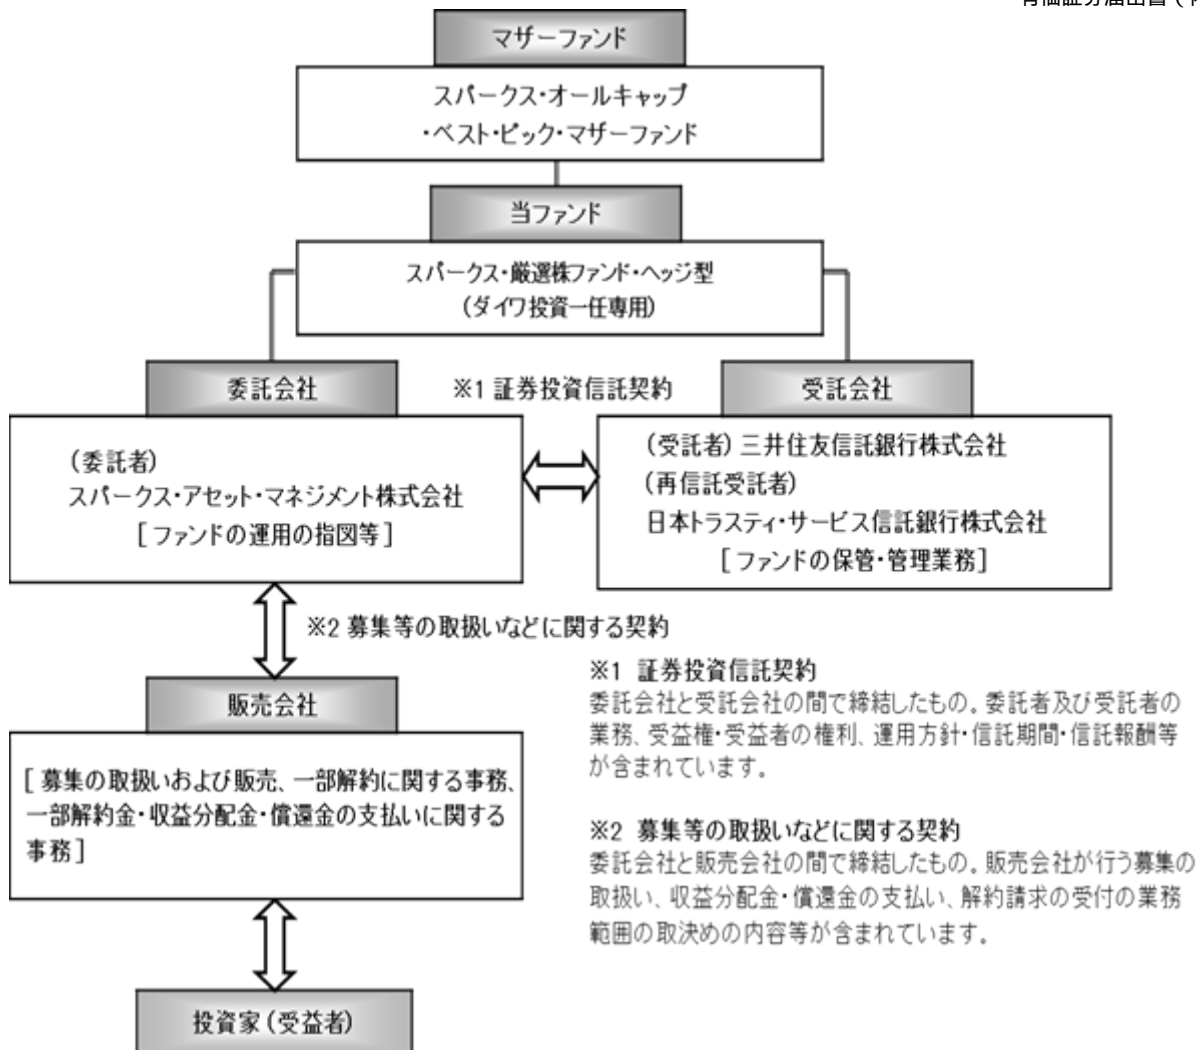 マザーファンド
スパークス・オールキャップ
・ベスト・ピック・マザーファンド
当ファンド
スパークス・厳選株ファンド・ヘッジ型
(ダイワ投資一任専用)
委託会社
※1 証券投資信託契約
受託会社
(委託者)
スパークス・アセット・マネジメント株式会社
[ファンドの運用の指図等]
(受託者) 三井住友信託銀行株式会社
(再信託受託者)
日本トラスティ・サービス信託銀行株式会社
[ファンドの保管・管理業務]
※2 募集等の取扱いなどに関する契約
販売会社
[募集の取扱いおよび販売、一部解約に関する事務、
一部解約金・収益分配金・償還金の支払いに関する
事務]
投資家(受益者)
※1 証券投資信託契約
委託会社と受託会社の間で締結したもの。委託者及び受託者の
業務、受益権・受益者の権利、運用方針・信託期間・信託報酬等
が含まれています。
※2 募集等の取扱いなどに関する契約
委託会社と販売会社の間で締結したもの。販売会社が行う募集の
取扱い、収益分配金・償還金の支払い、解約請求の受付の業務
範囲の取決めの内容等が含まれています。